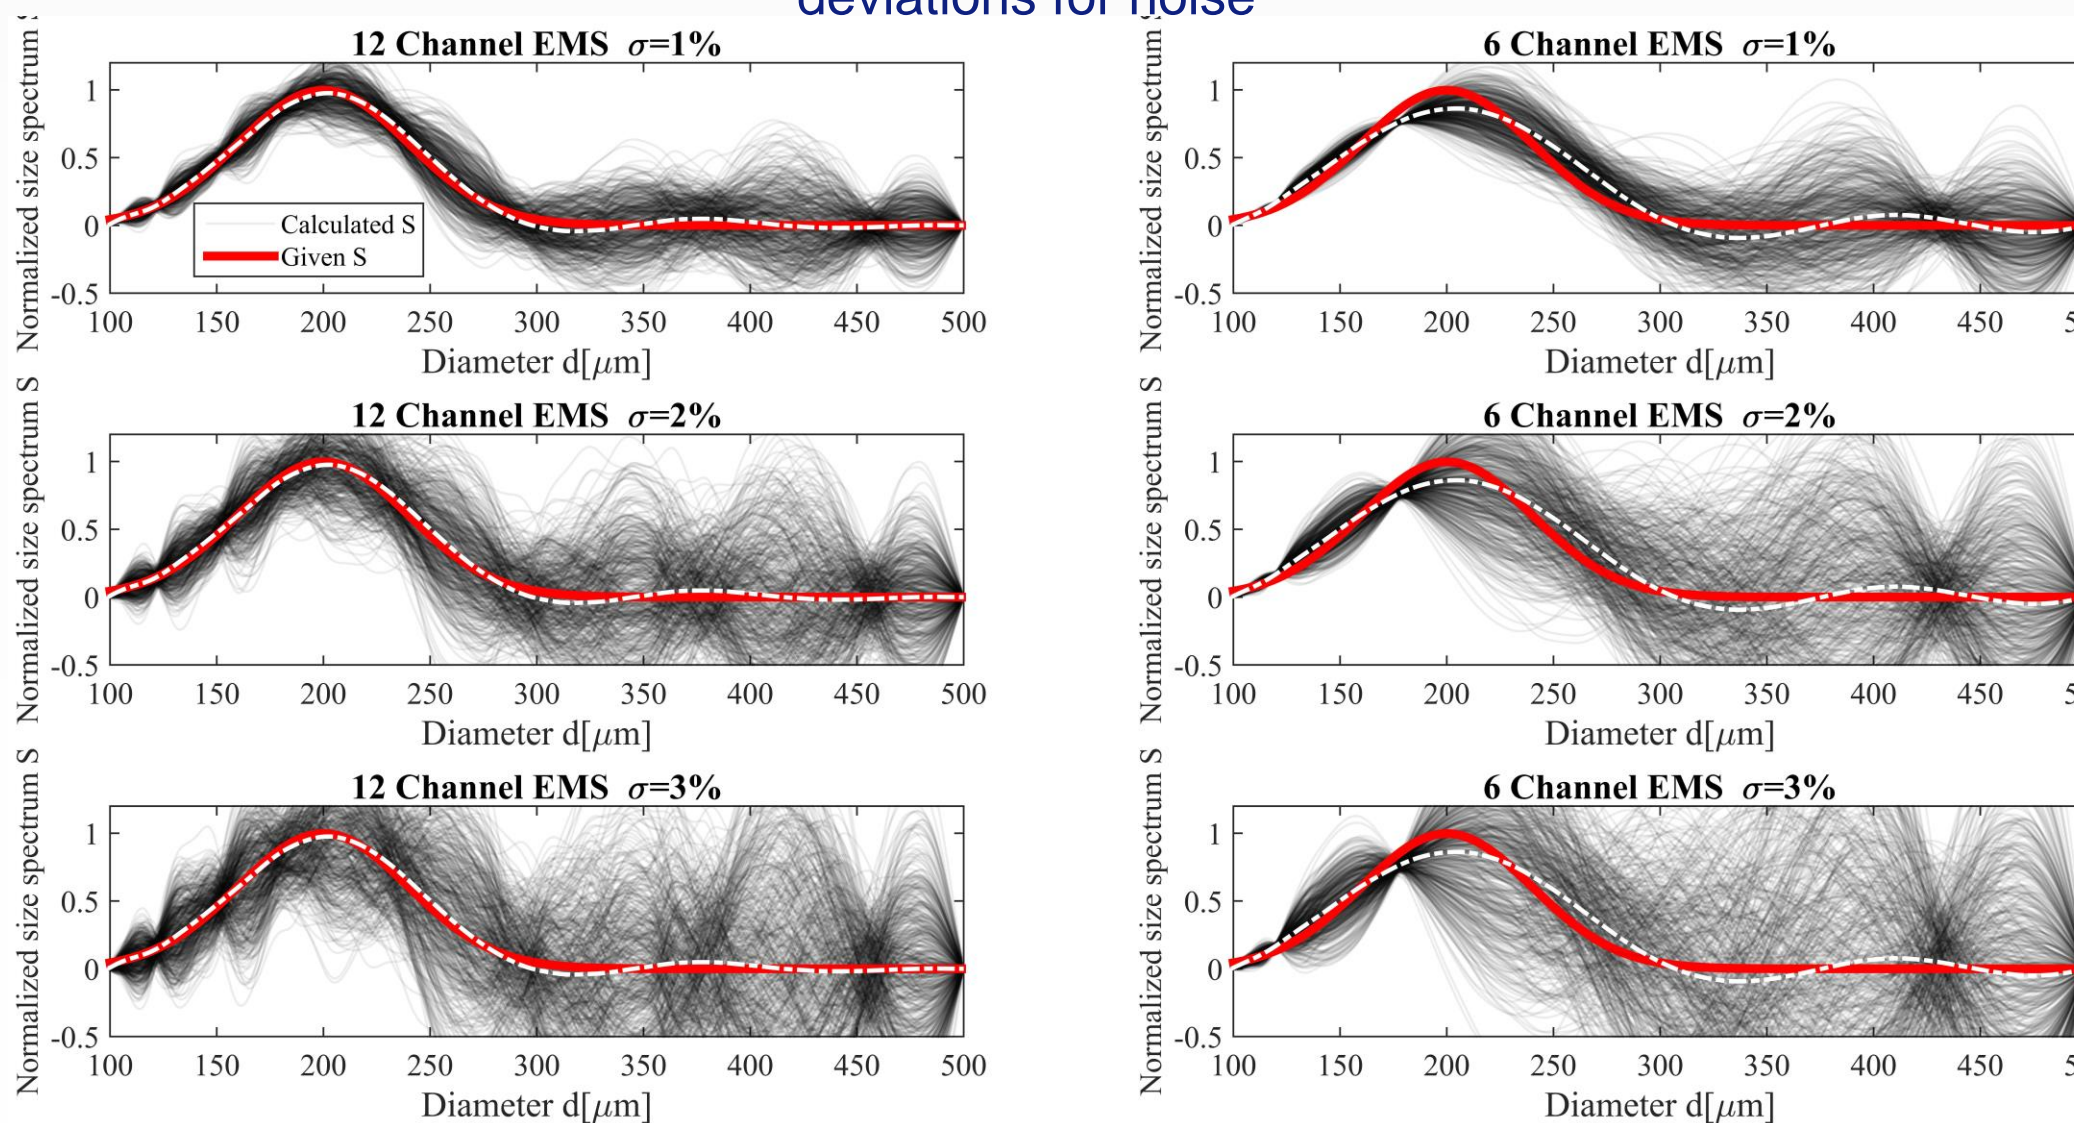 deviations for noise
12 Channel EMS σ=1%
Normalized size spectrum
1
0.5
0
-0.5
Calculated S
Given S
100 150 200 250 300 350 400 450 500
Diameter d[μm]
6 Channel EMS σ=1%
Normalized size spectrum
1
0.5
0
-0.5
100 150 200 250 300 350 400 450
Diameter d[μm]
12 Channel EMS σ=2%
Normalized size spectrum S
1
0.5
0
-0.5
100 150 200 250 300 350 400 450 500
Diameter d[μm]
6 Channel EMS σ=2%
Normalized size spectrum S
1
0.5
0
-0.5
100 150 200 250 300 350 400 450
Diameter d[μm]
12 Channel EMS σ=3%
Normalized size spectrum S
1
0.5
0
-0.5
100 150 200 250 300 350 400 450 500
Diameter d[μm]
6 Channel EMS σ=3%
Normalized size spectrum S
1
0.5
0
-0.5
100 150 200 250 300 350 400 450
Diameter d[μm]